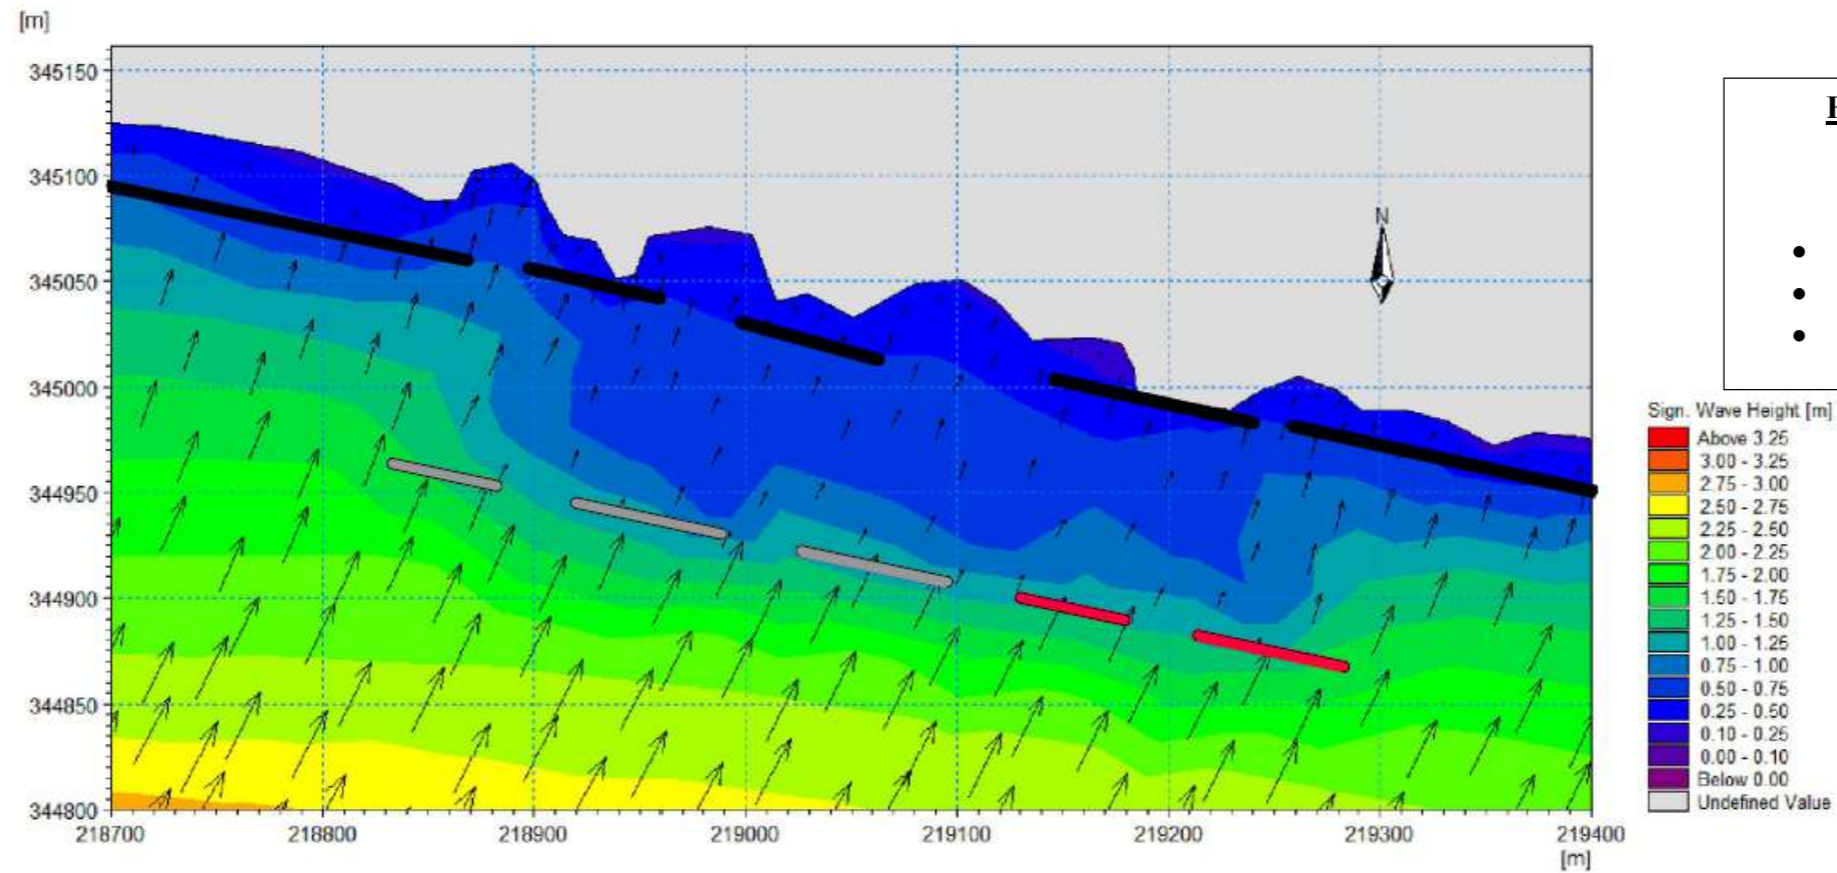 [m]
345150
345100
345050
345000
344950
344900
344850
344800
218700 218800 218900 219000 219100 219200 219300 219400
[m]
N
•
•
•
Sign. Wave Height [m]
Above 3.25
3.00 - 3.25
2.75 - 3.00
2.50 - 2.75
2.25 - 2.50
2.00 - 2.25
1.75 - 2.00
1.50 - 1.75
1.25 - 1.50
1.00 - 1.25
0.75 - 1.00
0.50 - 0.75
0.25 - 0.50
0.10 - 0.25
0.00 - 0.10
Below 0.00
Undefined Value